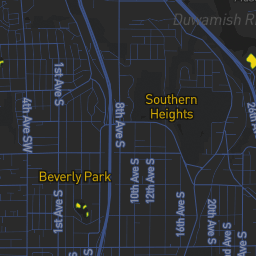 Duwamish
1st Ave S
4th Ave SW
8th Ave S
Southern
Heights
Beverly Park
1st Ave S
10th Ave S
12th Ave S
16th Ave S
20th Ave S